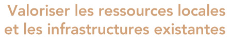 Valoriser les ressources locales
et les infrastructures existantes